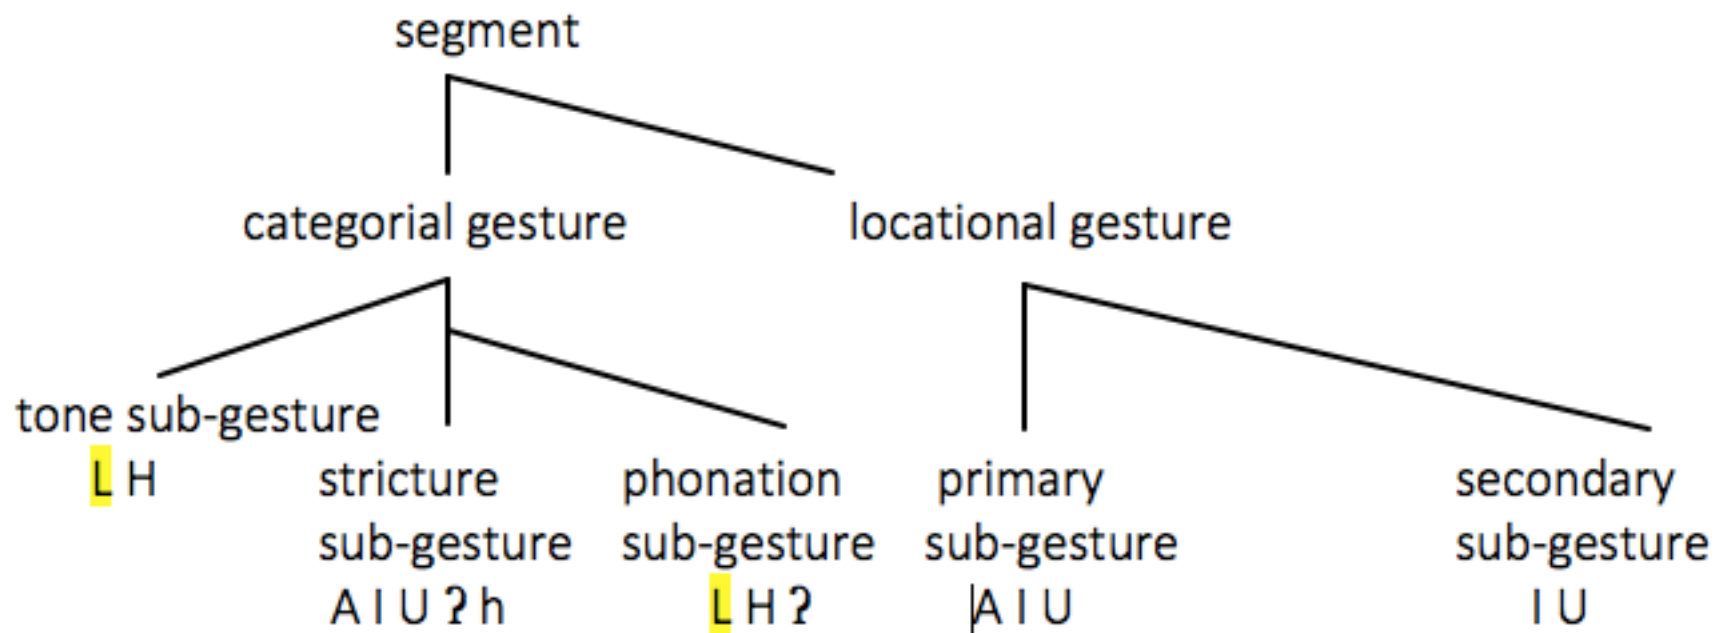 segment
categorial gesture locational gesture
tone sub-gesture
L H stricture phonation primary secondary
sub-gesture sub-gesture sub-gesture sub-gesture
A I U ʔ h L H ʔ A I U I U